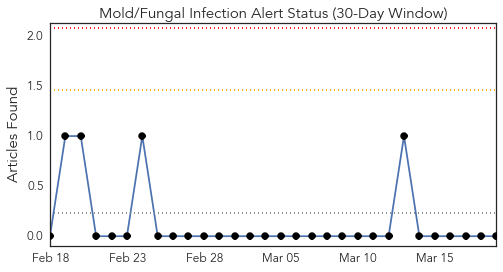 Mold/Fungal Infection Alert Status (30-Day Window)
2.0
1.5
1.0
0.5
0.0
Articles Found
Feb 18 Feb 23 Feb 28 Mar 05 Mar 10 Mar 15